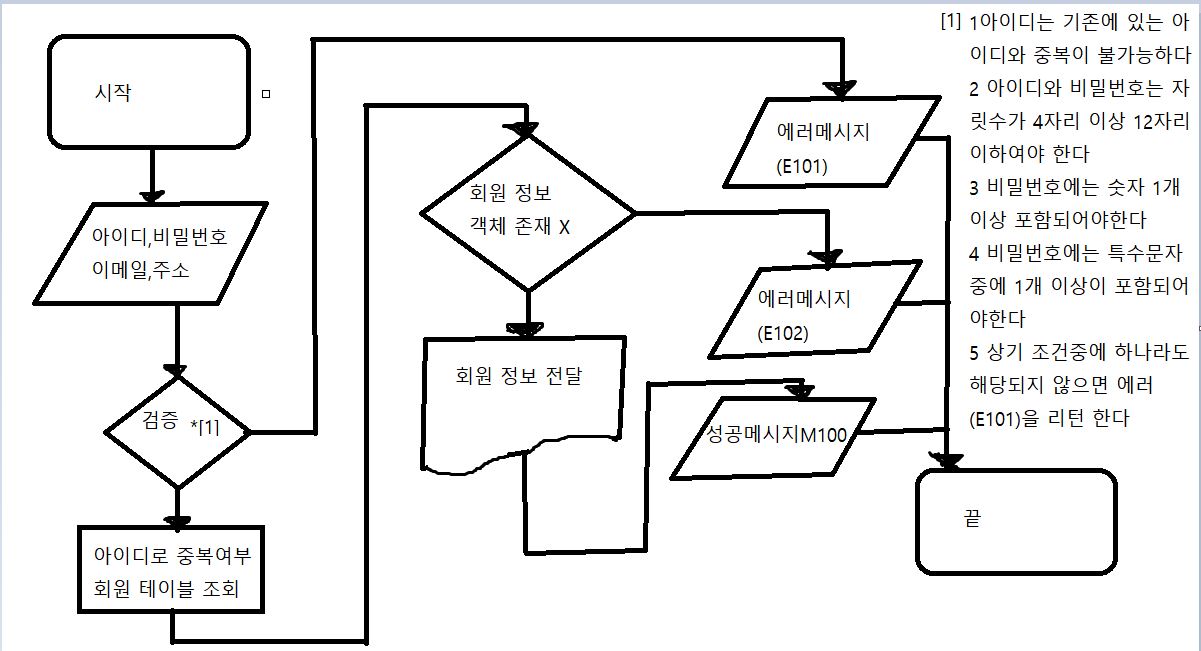 시작
아이디,비밀번호
이메일,주소
검증 *[1]
아이디로 중복여부
회원 테이블 조회
회원 정보
객체 존재 X
회원 정보 전달
에러메시지
(E101)
에러메시지
(E102)
성공메시지M100
끝
[1] 1아이디는 기존에 있는 아
이디와 중복이 불가능하다
2 아이디와 비밀번호는 자
릿수가 4자리 이상 12자리
이하여야 한다
3 비밀번호에는 숫자 1개
이상 포함되어야한다
4 비밀번호에는 특수문자
중에 1개 이상이 포함되어
야한다
5 상기 조건중에 하나라도
해당되지 않으면 에러
(E101)을 리턴 한다